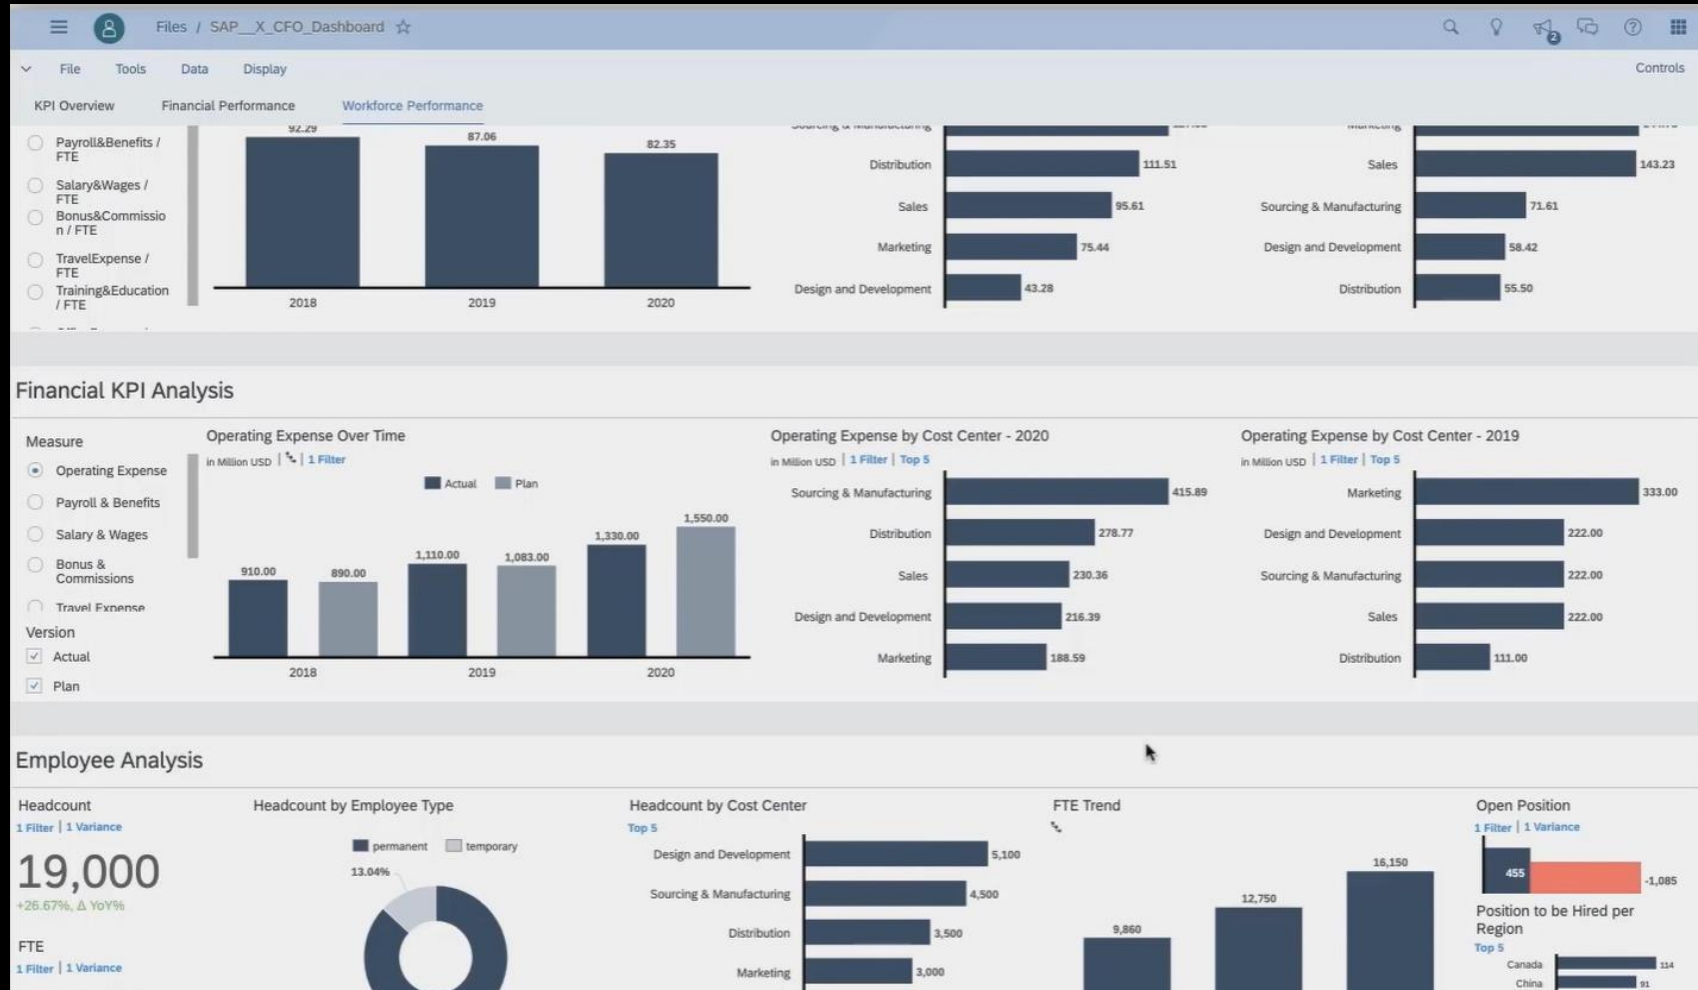 Files / SAP__X_CFO_Dashboard
2
File Tools Data Display
Controls
KPI Overview Financial Performance Workforce Performance
Payroll&Benefits /
FTE
Salary&Wages /
FTE
Bonus&Commissio
n / FTE
TravelExpense /
FTE
Training&Education
/ FTE
92.29
87.06
82.35
2018 2019 2020
Sourcing & Manufacturing
Distribution 111.51
Sales 95.61
Marketing 75.44
Design and Development 43.28
Marketing
Sales 143.23
Sourcing & Manufacturing 71.61
Design and Development 58.42
Distribution 55.50
Financial KPI Analysis
Measure
Operating Expense
Payroll & Benefits
Salary & Wages
Bonus &
Commissions
Travel Expense
Version
Actual
Plan
Operating Expense Over Time
in Million USD | 1 Filter
Actual Plan
910.00 890.00 1,110.00 1,083.00 1,330.00 1,550.00
2018 2019 2020
Operating Expense by Cost Center - 2020
in Million USD | 1 Filter | Top 5
Sourcing & Manufacturing 415.89
Distribution 278.77
Sales 230.36
Design and Development 216.39
Marketing 188.59
Operating Expense by Cost Center - 2019
in Million USD | 1 Filter | Top 5
Marketing 333.00
Design and Development 222.00
Sourcing & Manufacturing 222.00
Sales 222.00
Distribution 111.00
Employee Analysis
Headcount
1 Filter | 1 Variance
19,000
+26.67%, Δ YoY%
FTE
1 Filter | 1 Variance
Headcount by Employee Type
permanent temporary
13.04%
Headcount by Cost Center
Top 5
Design and Development 5,100
Sourcing & Manufacturing 4,500
Distribution 3,500
Marketing 3,000
FTE Trend
9,860
12,750
16,150
Open Position
1 Filter | 1 Variance
455
-1,085
Position to be Hired per
Region
Top 5
Canada 114
China 91